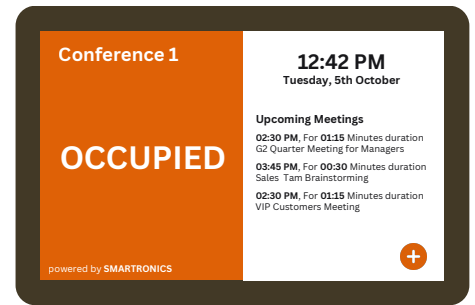 Conference 1
OCCUPIED
powered by SMARTRONICS
12:42 PM
Tuesday, 5th October
Upcoming Meetings
02:30 PM, For 01:15 Minutes duration
G2 Quarter Meeting for Managers
03:45 PM, For 00:30 Minutes duration
Sales Tam Brainstorming
02:30 PM, For 01:15 Minutes duration
VIP Customers Meeting
+